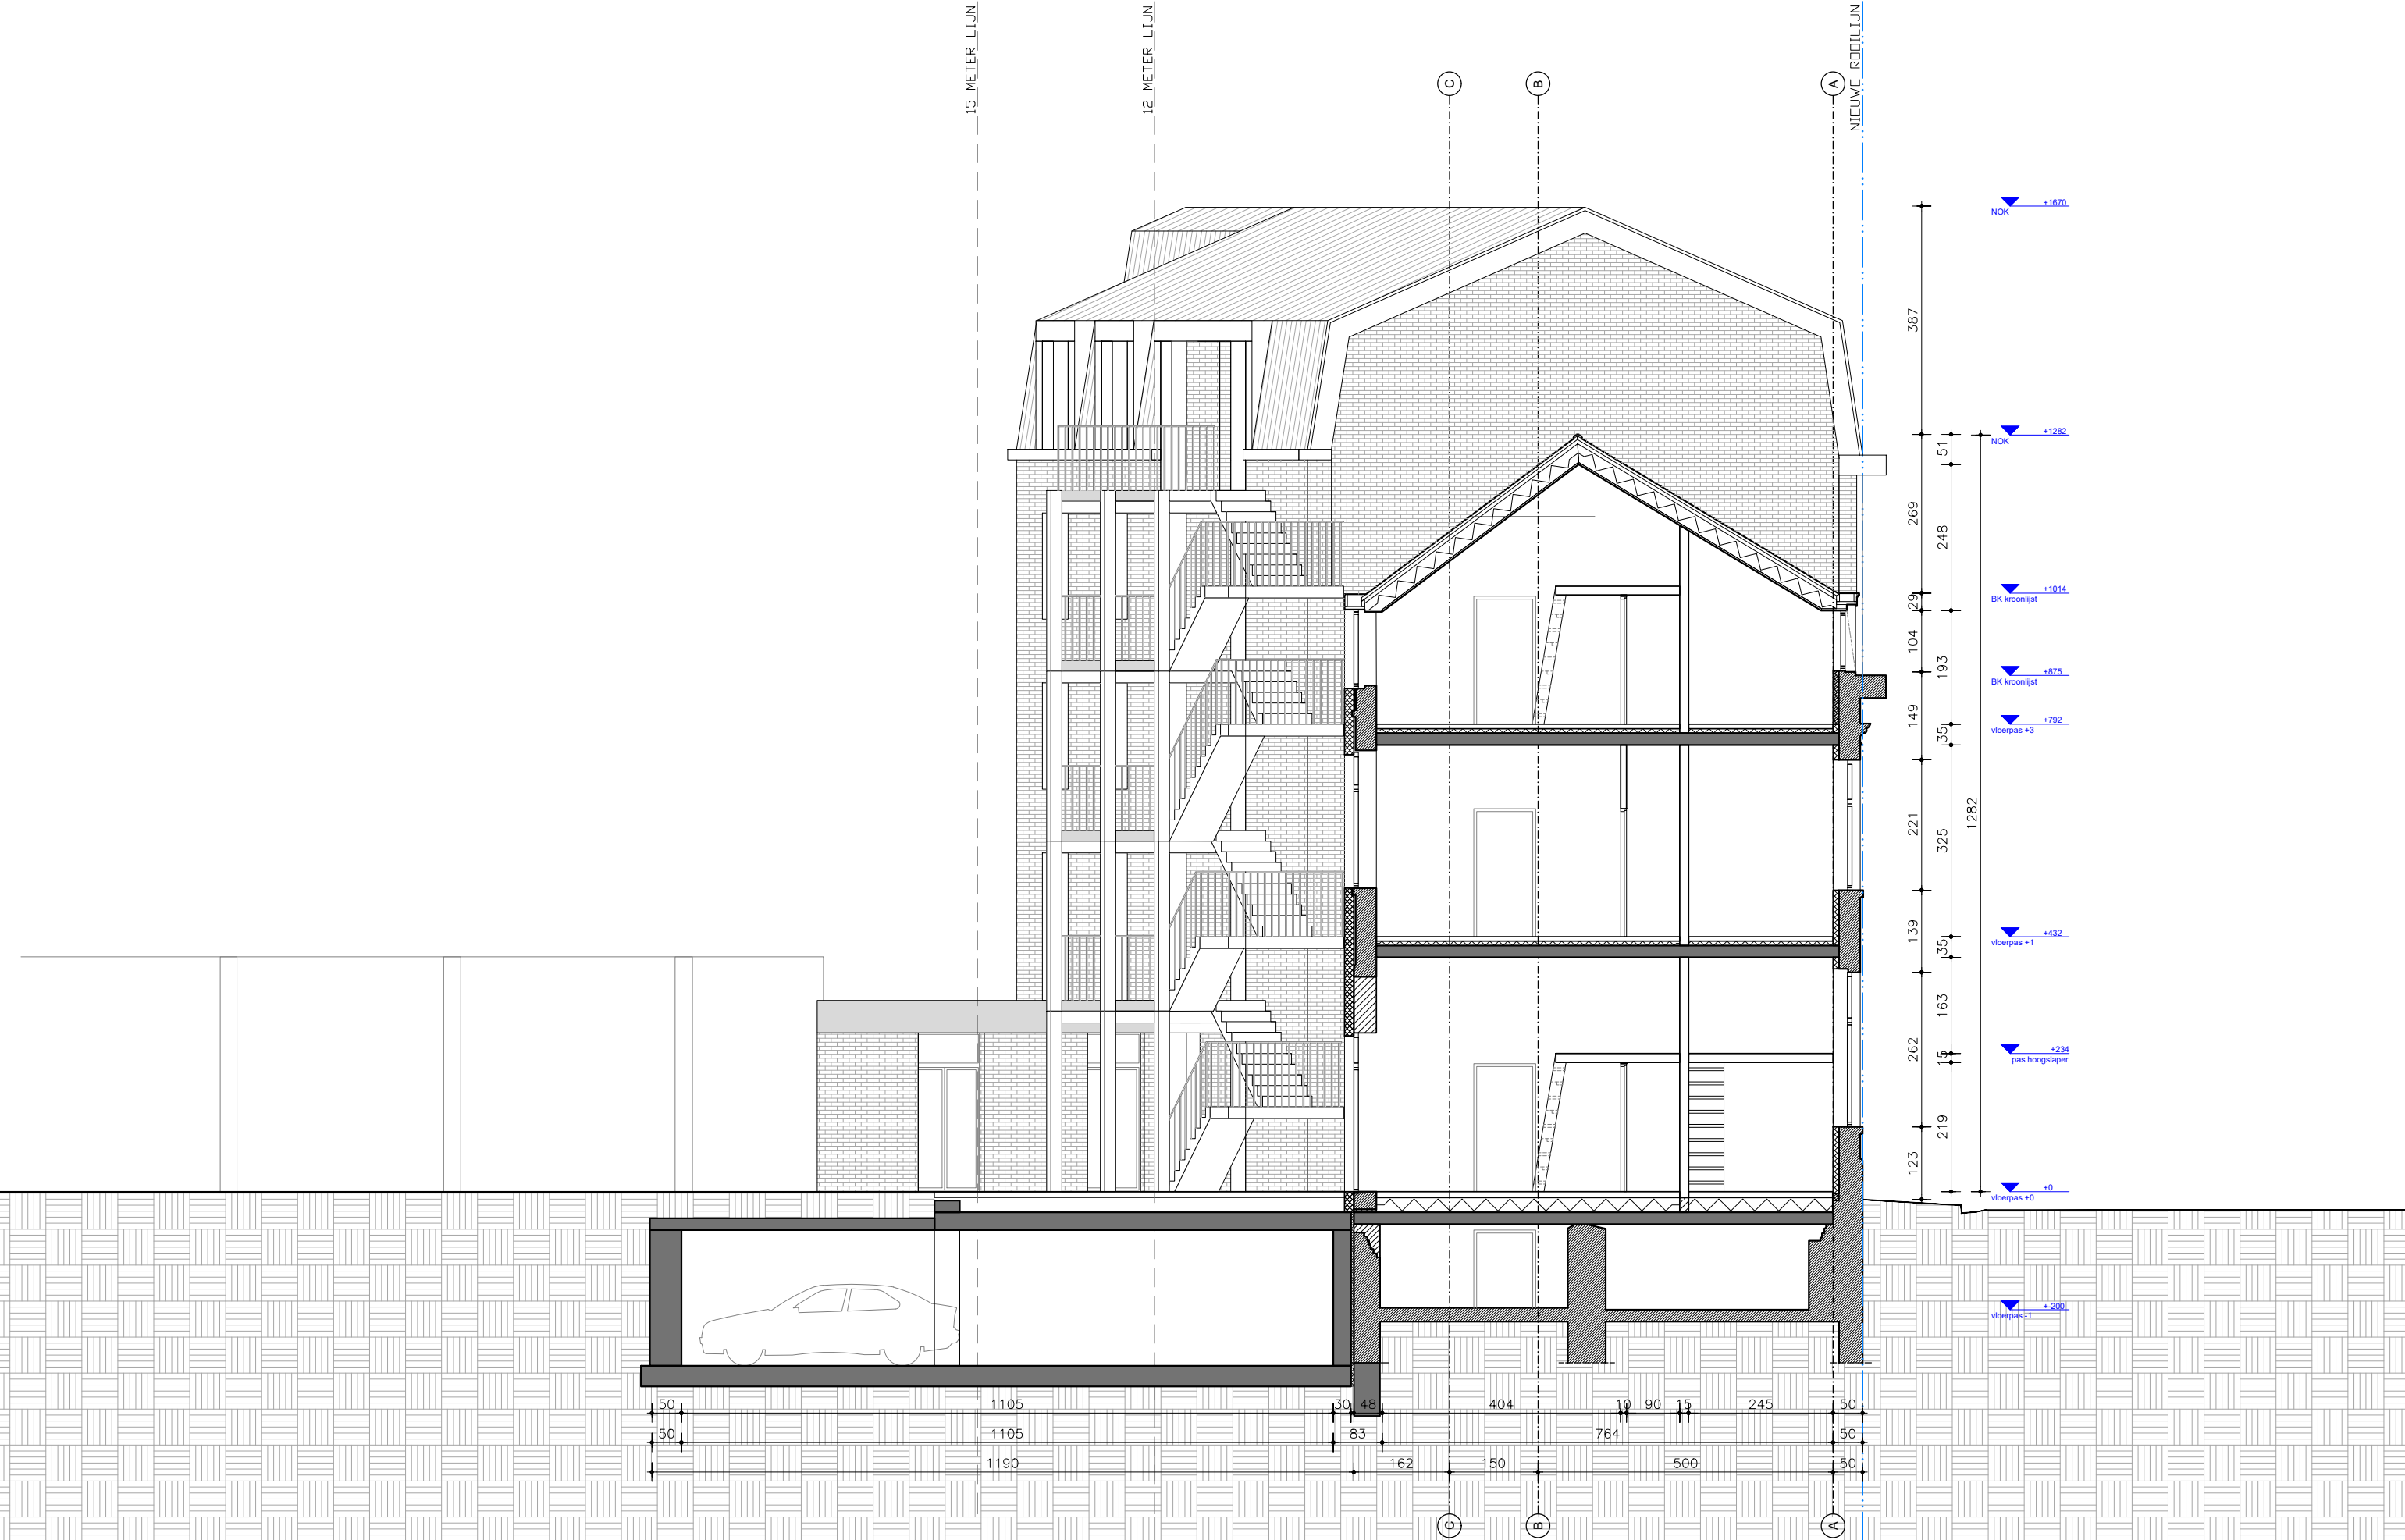 15 METER LIJN
12 METER LIJN
NIEUWE ROOILIJN
C
B
A
+1670
NOK
+1282
NOK
+1014
BK kroonlijst
+875
BK kroonlijst
+792
vloerpas +3
+432
vloerpas +1
+234
pas hoogslaper
+0
vloerpas +0
+-200
vloerpas -1
387
269
29
104
149
221
139
262
123
51
248
193
35
325
35
163
15
219
1282
50
1105
30
48
404
10
90
15
245
50
50
1105
83
764
50
1190
162
150
500
50
C
B
A